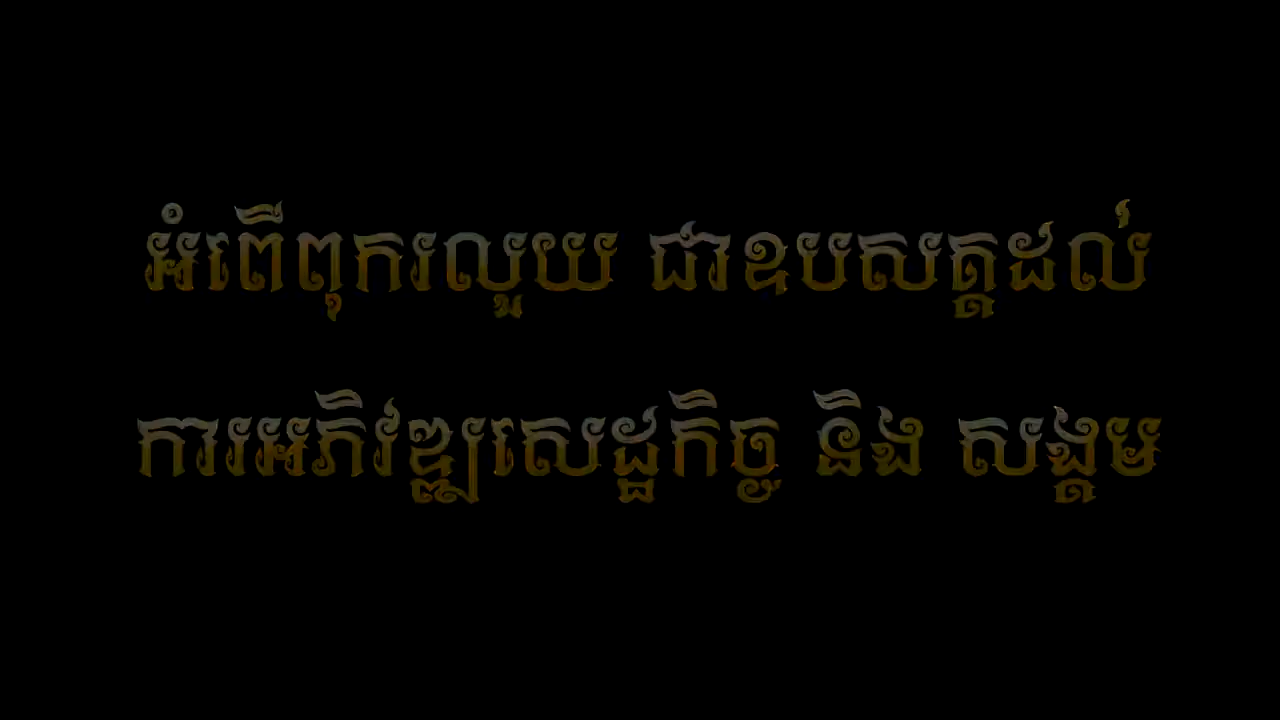 អំពើពុករលួយ ជាឧបសគ្គដល់
ការអភិវឌ្ឍសេដ្ឋកិច្ច និង សង្គម